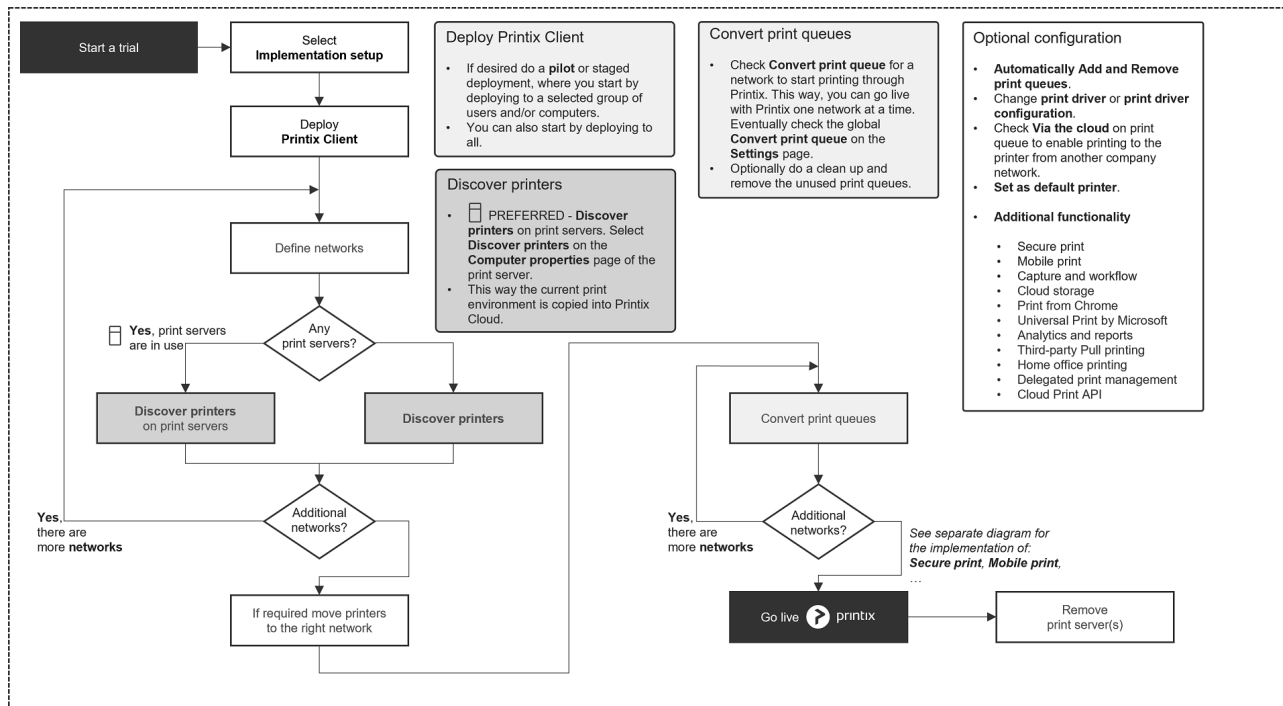 Start a trial
Select
Implementation setup
Deploy
Printix Client
Define networks
Any
print servers?
Yes, print servers
are in use
Discover printers
on print servers
Discover printers
Additional
networks?
Yes,
there are
more networks
If required move printers
to the right network
Deploy Printix Client
• If desired do a pilot or staged
deployment, where you start by
deploying to a selected group of
users and/or computers.
• You can also start by deploying to
all.
Discover printers
• PREFERRED - Discover
printers on print servers. Select
Discover printers on the
Computer properties page of the
print server.
• This way the current print
environment is copied into Printix
Cloud.
Convert print queues
• Check Convert print queue for a
network to start printing through
Printix. This way, you can go live
with Printix one network at a time.
Eventually check the global
Convert print queue on the
Settings page.
• Optionally do a clean up and
remove the unused print queues.
Convert print queues
Additional
networks?
Yes,
there are
more networks
See separate diagram for
the implementation of:
Secure print, Mobile print,
...
Go live printix
Remove
print server(s)
Optional configuration
• Automatically Add and Remove
print queues.
• Change print driver or print driver
configuration.
• Check Via the cloud on print
queue to enable printing to the
printer from another company
network.
• Set as default printer.
• Additional functionality
• Secure print
• Mobile print
• Capture and workflow
• Cloud storage
• Print from Chrome
• Universal Print by Microsoft
• Analytics and reports
• Third-party Pull printing
• Home office printing
• Delegated print management
• Cloud Print API